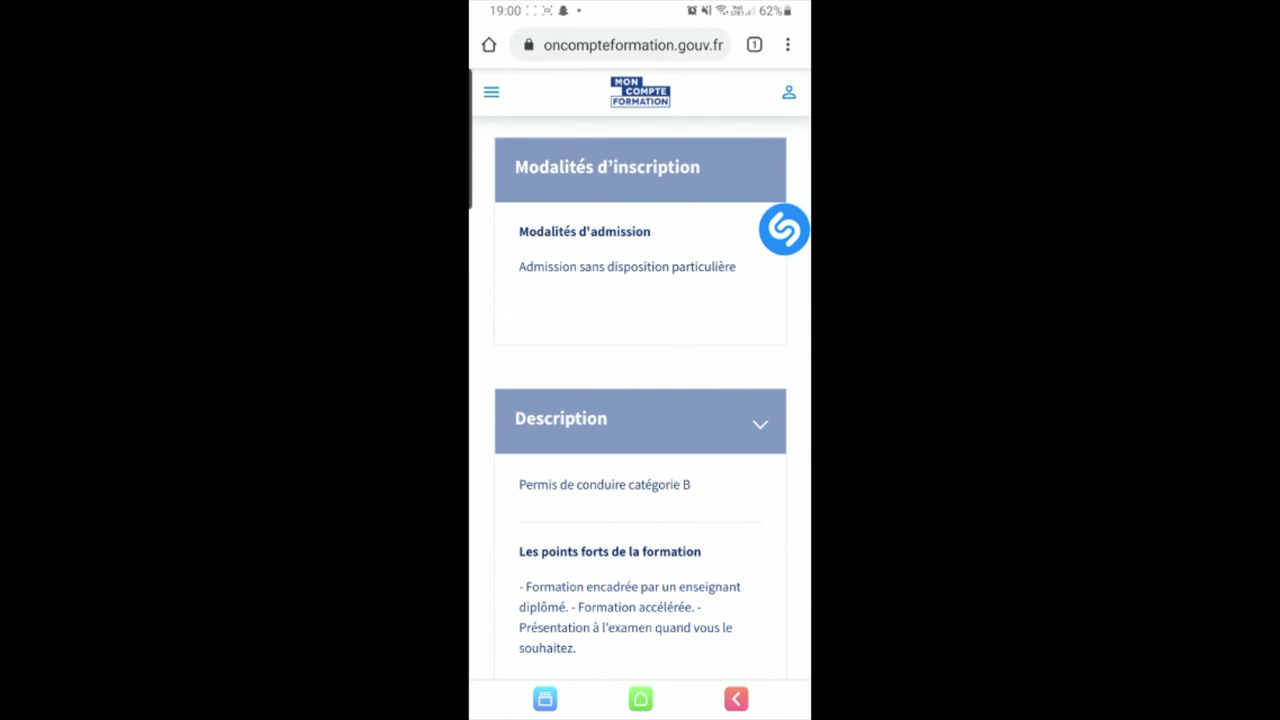 19:00 62%
oncompteformation.gouv.fr 1
MON
COMPTE
FORMATION
Modalités d’inscription
Modalités d'admission
Admission sans disposition particulière
Description
Permis de conduire catégorie B
Les points forts de la formation
- Formation encadrée par un enseignant
diplômé. - Formation accélérée. -
Présentation à l'examen quand vous le
souhaitez.